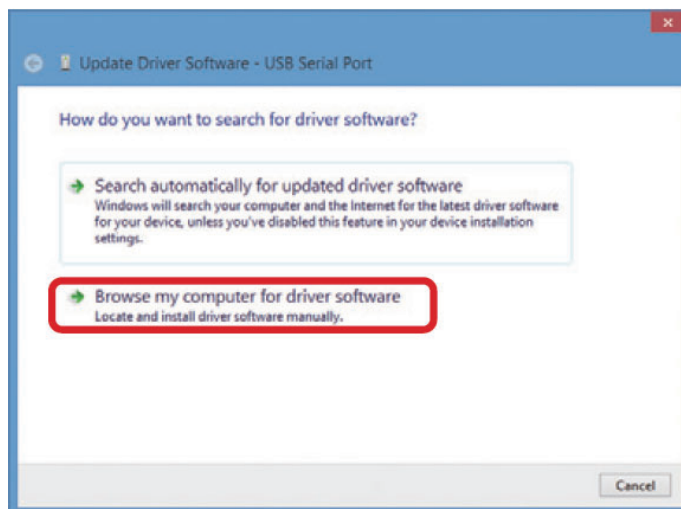 Update Driver Software - USB Serial Port
How do you want to search for driver software?
Search automatically for updated driver software
Windows will search your computer and the Internet for the latest driver software
for your device, unless you've disabled this feature in your device installation
settings.
Browse my computer for driver software
Locate and install driver software manually.
Cancel